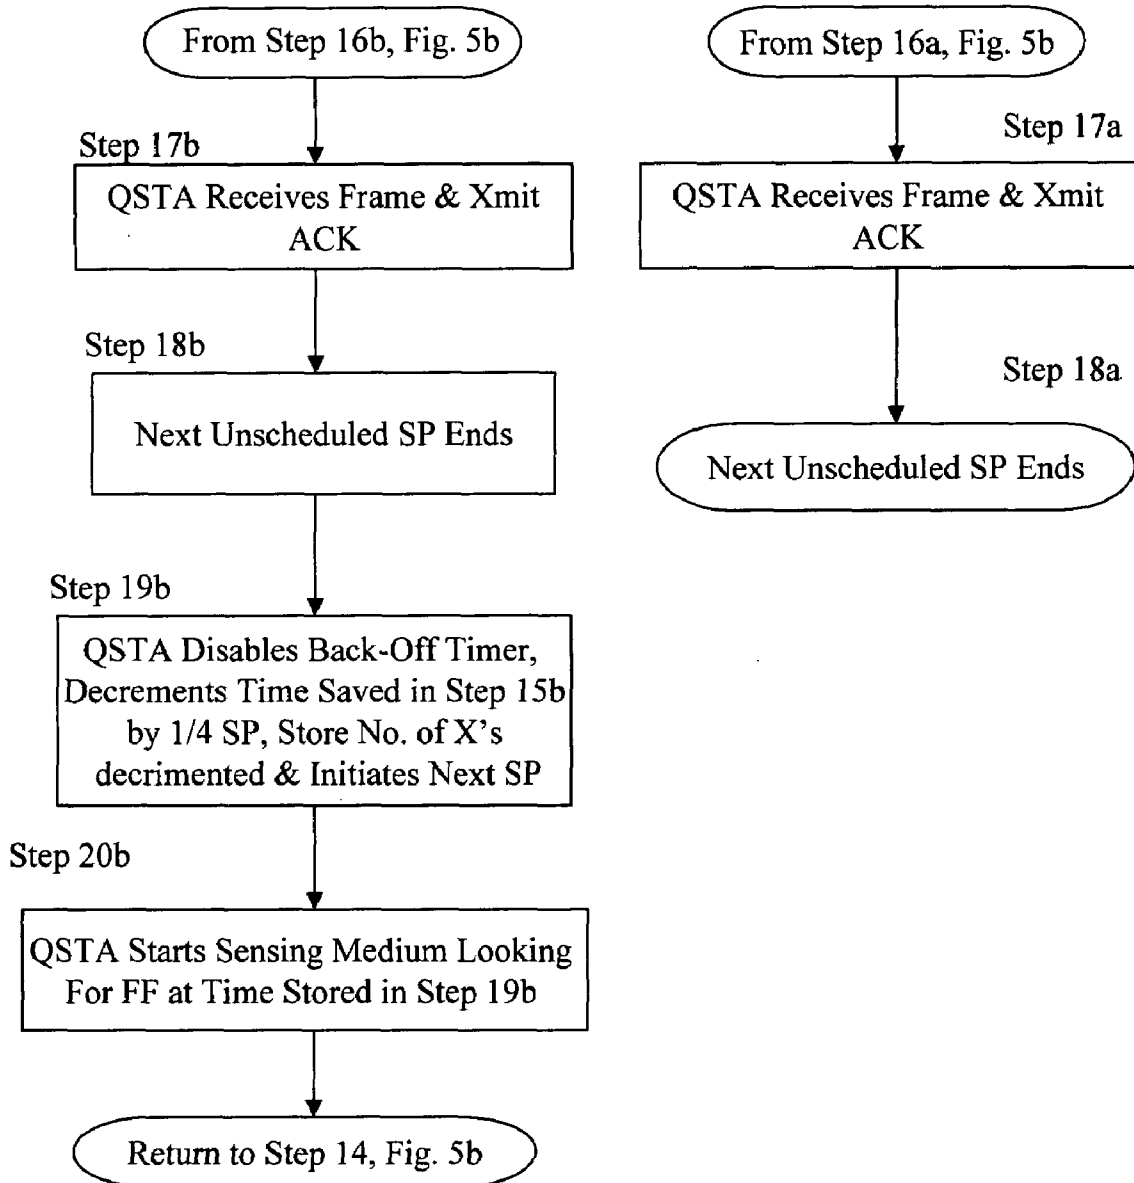 From Step 16b, Fig. 5b
Step 17b
QSTA Receives Frame & Xmit
ACK
Step 18b
Next Unscheduled SP Ends
Step 19b
QSTA Disables Back-Off Timer,
Decrements Time Saved in Step 15b
by 1/4 SP, Store No. of X's
decrimented & Initiates Next SP
Step 20b
QSTA Starts Sensing Medium Looking
For FF at Time Stored in Step 19b
Return to Step 14, Fig. 5b
From Step 16a, Fig. 5b
Step 17a
QSTA Receives Frame & Xmit
ACK
Step 18a
Next Unscheduled SP Ends